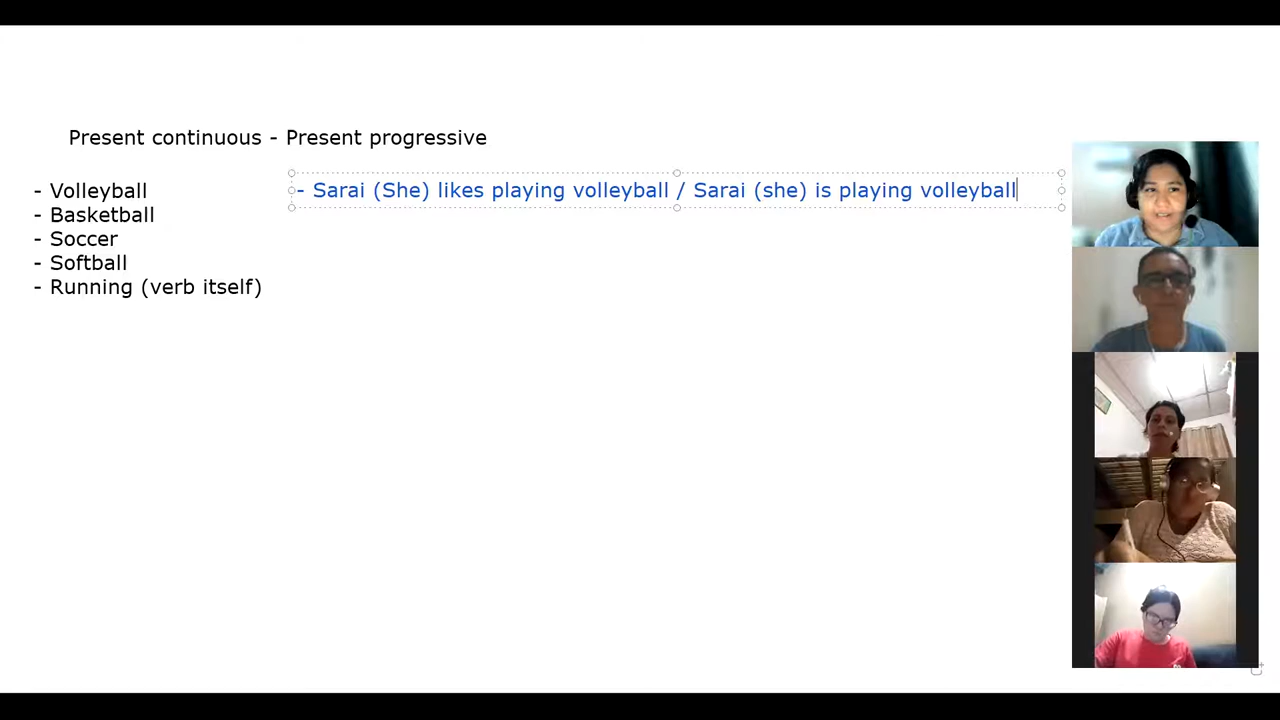 Present continuous - Present progressive
- Volleyball
- Basketball
- Soccer
- Softball
- Running (verb itself)
- Sarai (She) likes playing volleyball / Sarai (she) is playing volleyball